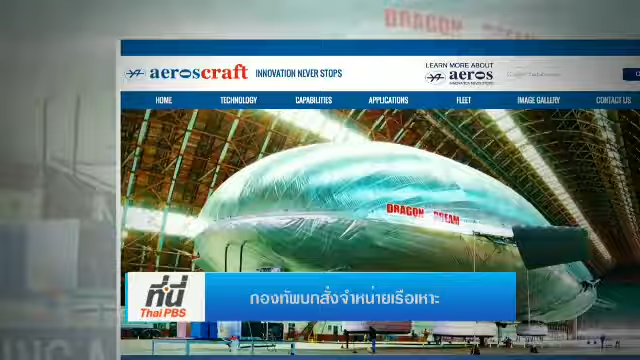 DRAGON DREAM
aeroscraft INNOVATION NEVER STOPS
LEARN MORE ABOUT
aeros
HOME TECHNOLOGY CAPABILITIES APPLICATIONS FLEET IMAGE GALLERY CONTACT US
DRAGON DREAM
ที่นี่
Thai PBS
กองทัพบกสั่งจำหน่ายเรือเหาะ